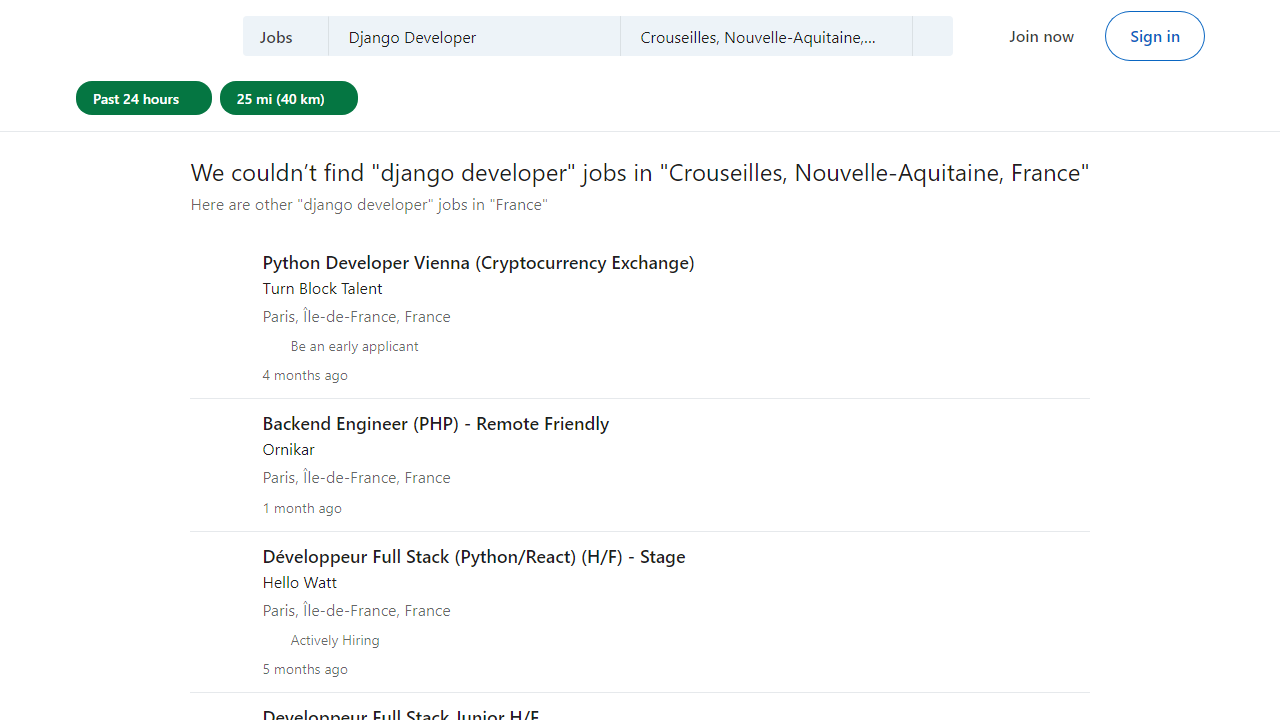 Jobs
Django Developer
Crouseilles, Nouvelle-Aquitaine,...
Join now
Sign in
Past 24 hours
25 mi (40 km)
We couldn’t find "django developer" jobs in "Crouseilles, Nouvelle-Aquitaine, France"
Here are other "django developer" jobs in "France"
Python Developer Vienna (Cryptocurrency Exchange)
Turn Block Talent
Paris, Île-de-France, France
Be an early applicant
4 months ago
Backend Engineer (PHP) - Remote Friendly
Ornikar
Paris, Île-de-France, France
1 month ago
Développeur Full Stack (Python/React) (H/F) - Stage
Hello Watt
Paris, Île-de-France, France
Actively Hiring
5 months ago
Developpeur Full Stack Junior H/F